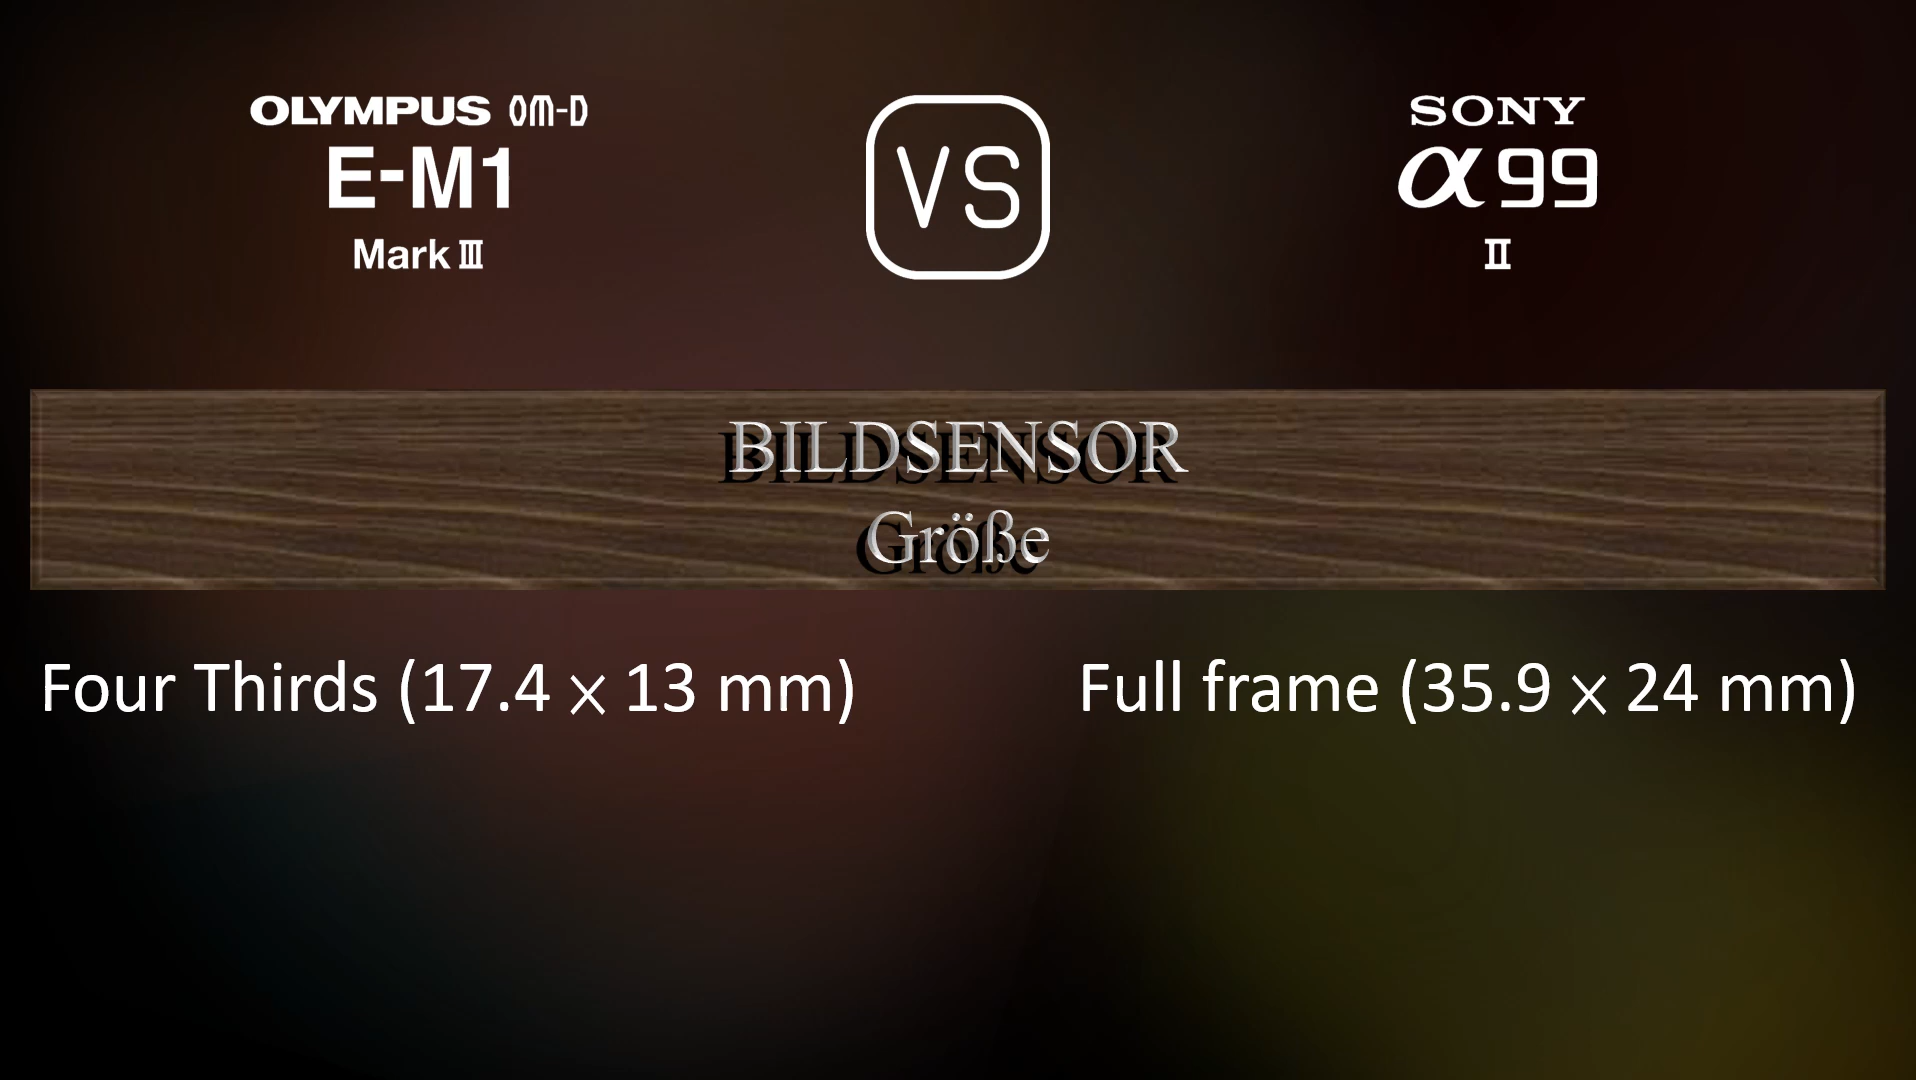 OLYMPUS OM-D
E-M1
Mark III
VS
SONY
α99
II
BILDSENSOR
Größe
Four Thirds (17.4 x 13 mm)
Full frame (35.9 x 24 mm)